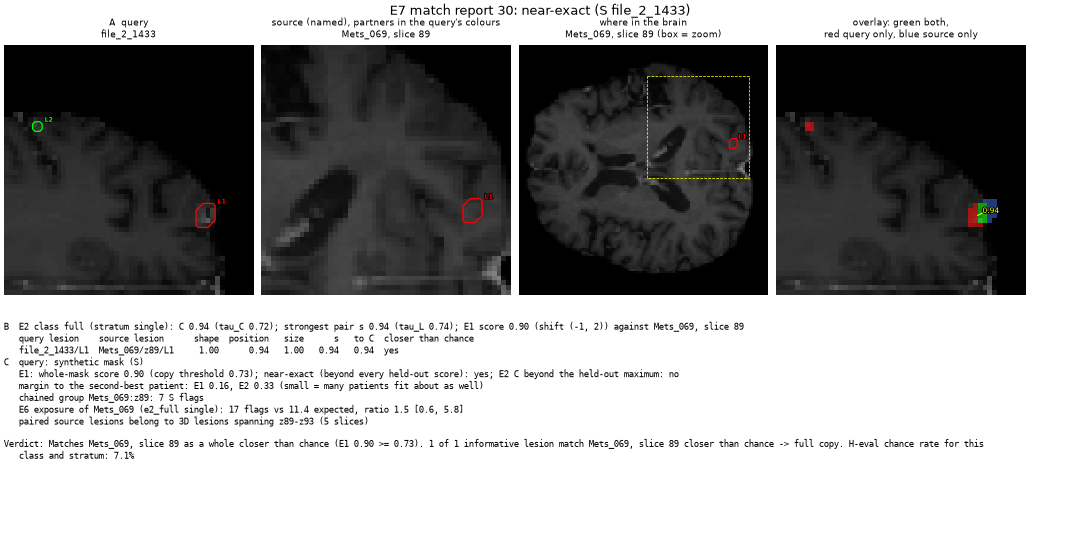 E7 match report 30: near-exact (S file_2_1433)
A  query
file_2_1433
source (named), partners in the query's colours
Mets_069, slice 89
where in the brain
Mets_069, slice 89 (box = zoom)
overlay: green both,
red query only, blue source only
L2
L1
L1
L1
0.94
B  E2 class full (stratum single): C 0.94 (tau_C 0.72); strongest pair s 0.94 (tau_L 0.74); E1 score 0.90 (shift (-1, 2)) against Mets_069, slice 89
query lesion   source lesion   shape  position  size   s   to C  closer than chance
file_2_1433/L1  Mets_069/z89/L1   1.00   0.94  1.00  0.94  0.94  yes
C  query: synthetic mask (S)
E1: whole-mask score 0.90 (copy threshold 0.73); near-exact (beyond every held-out score): yes; E2 C beyond the held-out maximum: no
margin to the second-best patient: E1 0.16, E2 0.33 (small = many patients fit about as well)
chained group Mets_069:z89: 7 S flags
E6 exposure of Mets_069 (e2_full single): 17 flags vs 11.4 expected, ratio 1.5 [0.6, 5.8]
paired source lesions belong to 3D lesions spanning z89-z93 (5 slices)
Verdict: Matches Mets_069, slice 89 as a whole closer than chance (E1 0.90 >= 0.73). 1 of 1 informative lesion match Mets_069, slice 89 closer than chance -> full copy. H-eval chance rate for this
class and stratum: 7.1%